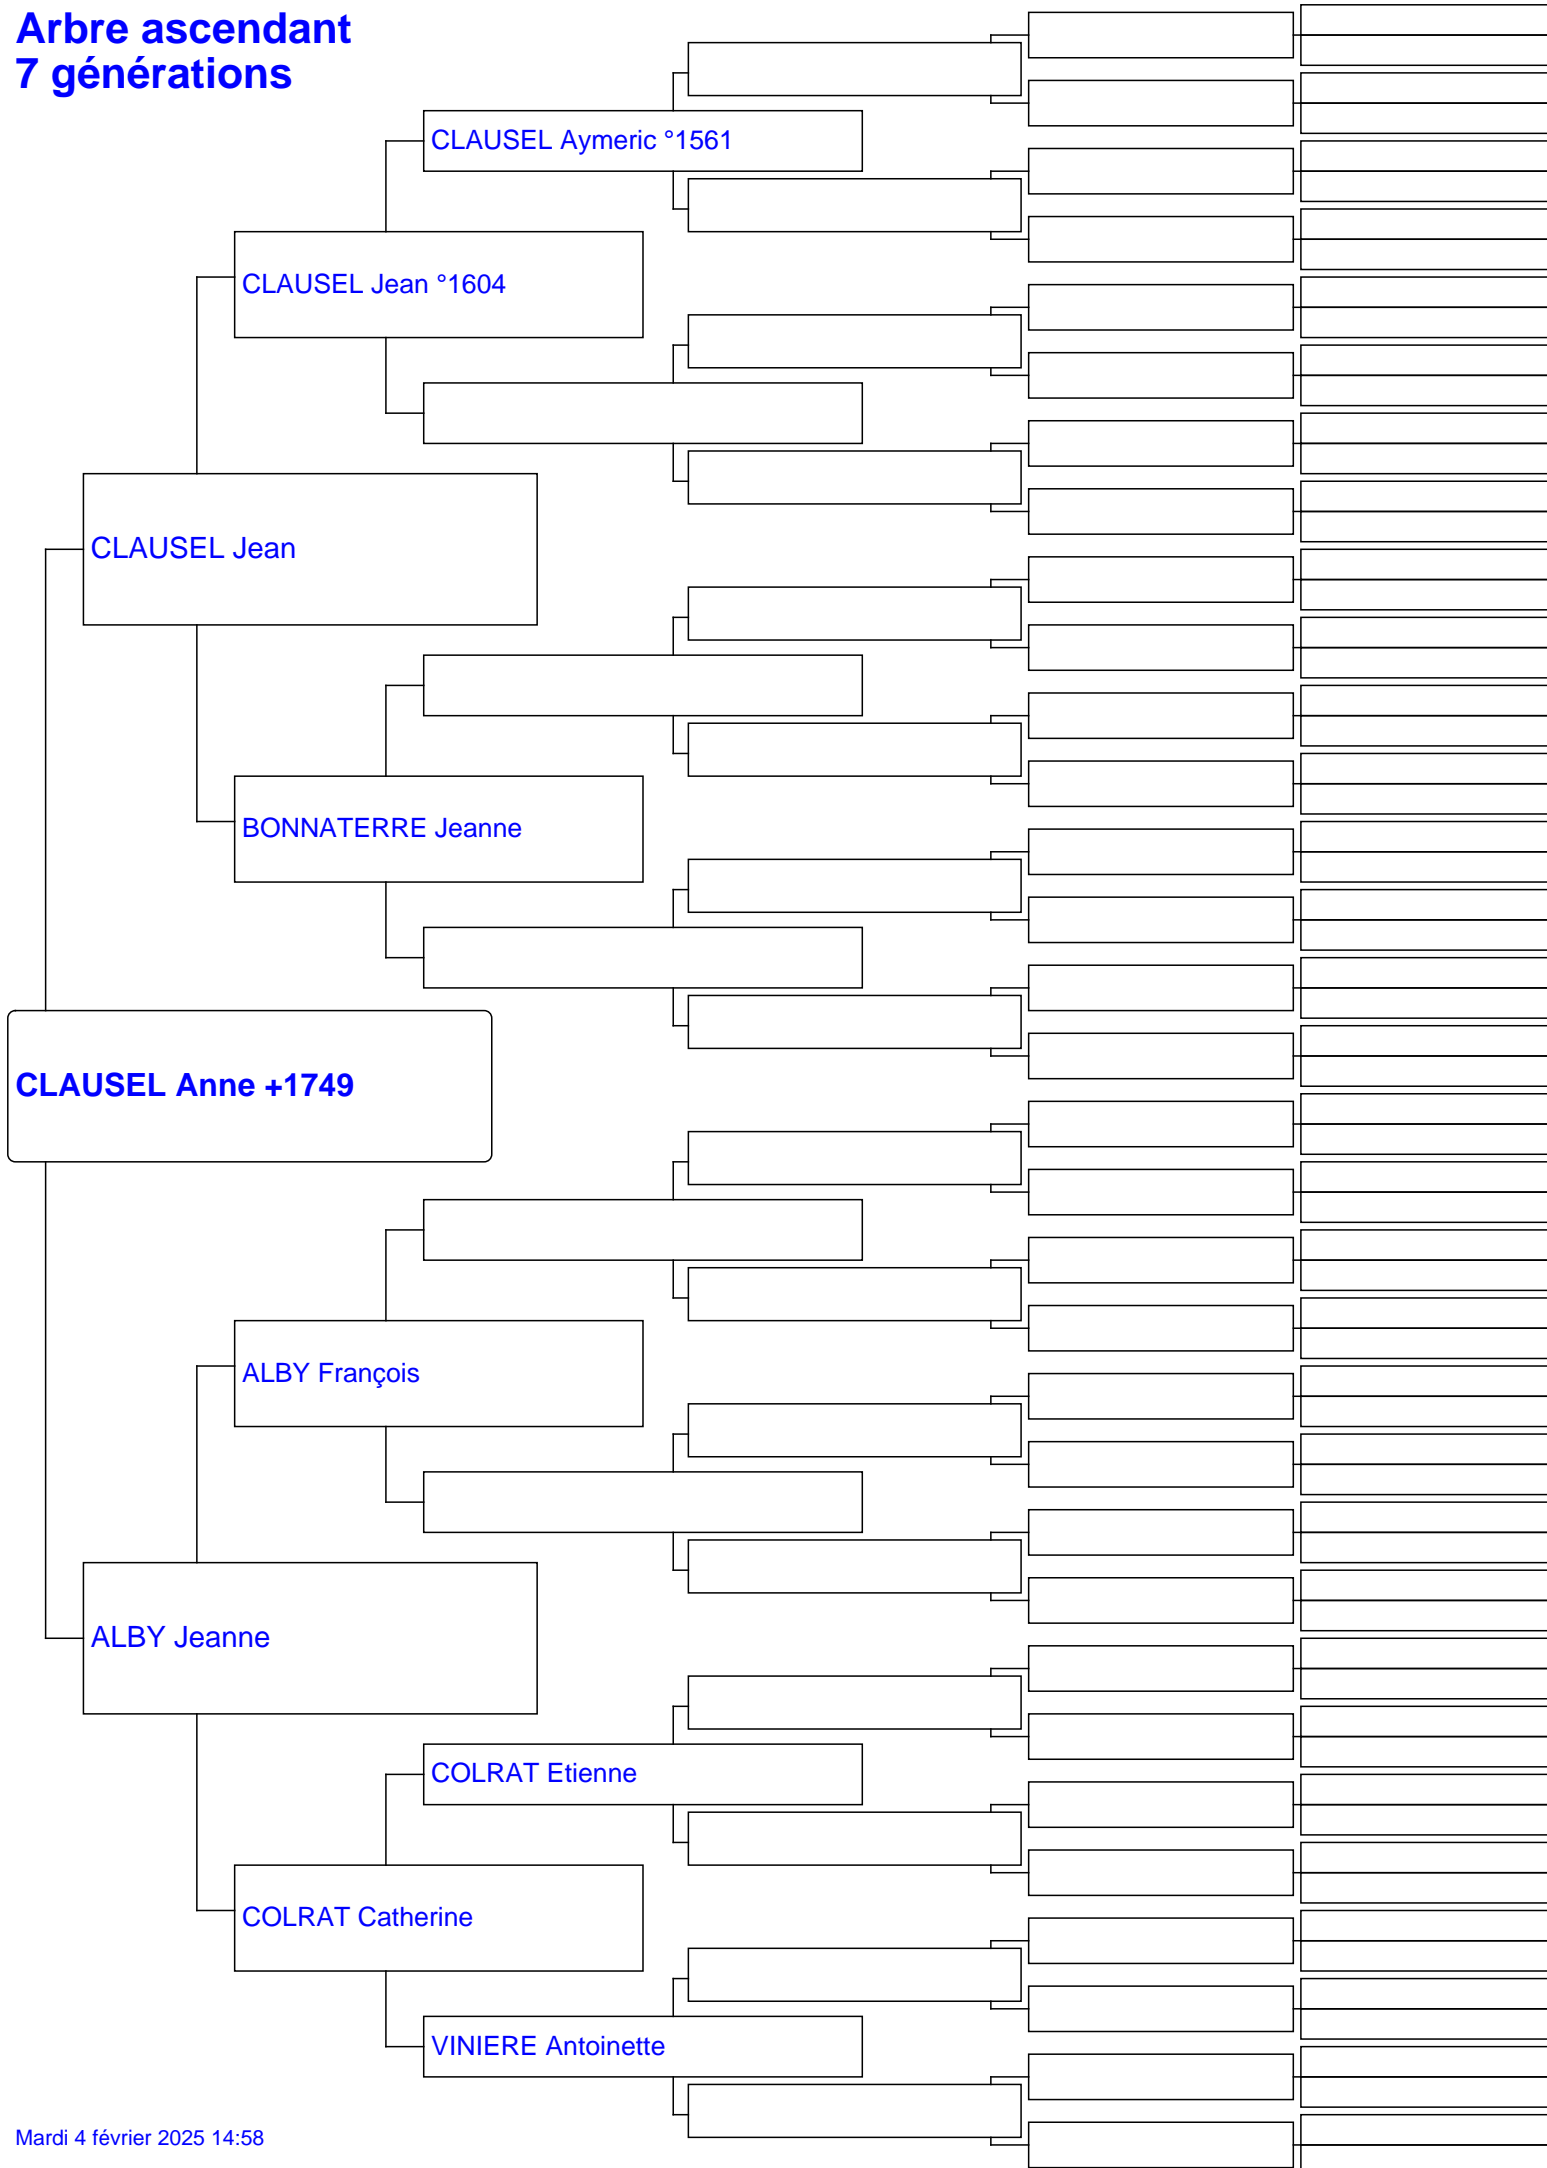 Arbre ascendant
7 générations
CLAUSEL Aymeric °1561
CLAUSEL Jean °1604
CLAUSEL Jean
BONNATERRE Jeanne
CLAUSEL Anne +1749
ALBY François
ALBY Jeanne
COLRAT Etienne
COLRAT Catherine
VINIERE Antoinette
Mardi 4 février 2025 14:58